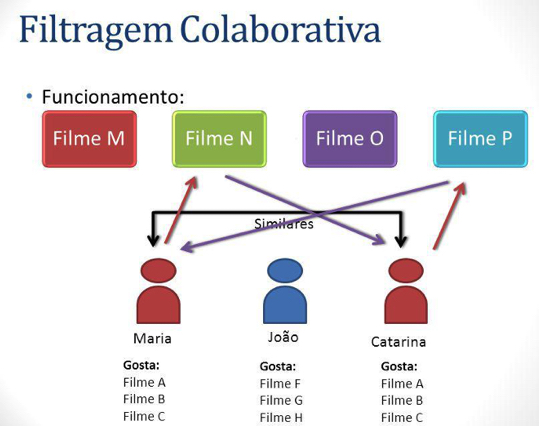 Filtragem Colaborativa
• Funcionamento:
Filme M
Filme N
Filme O
Filme P
Similares
Maria
João
Catarina
Gosta:
Filme A
Filme B
Filme C
Gosta:
Filme F
Filme G
Filme H
Gosta:
Filme A
Filme B
Filme C